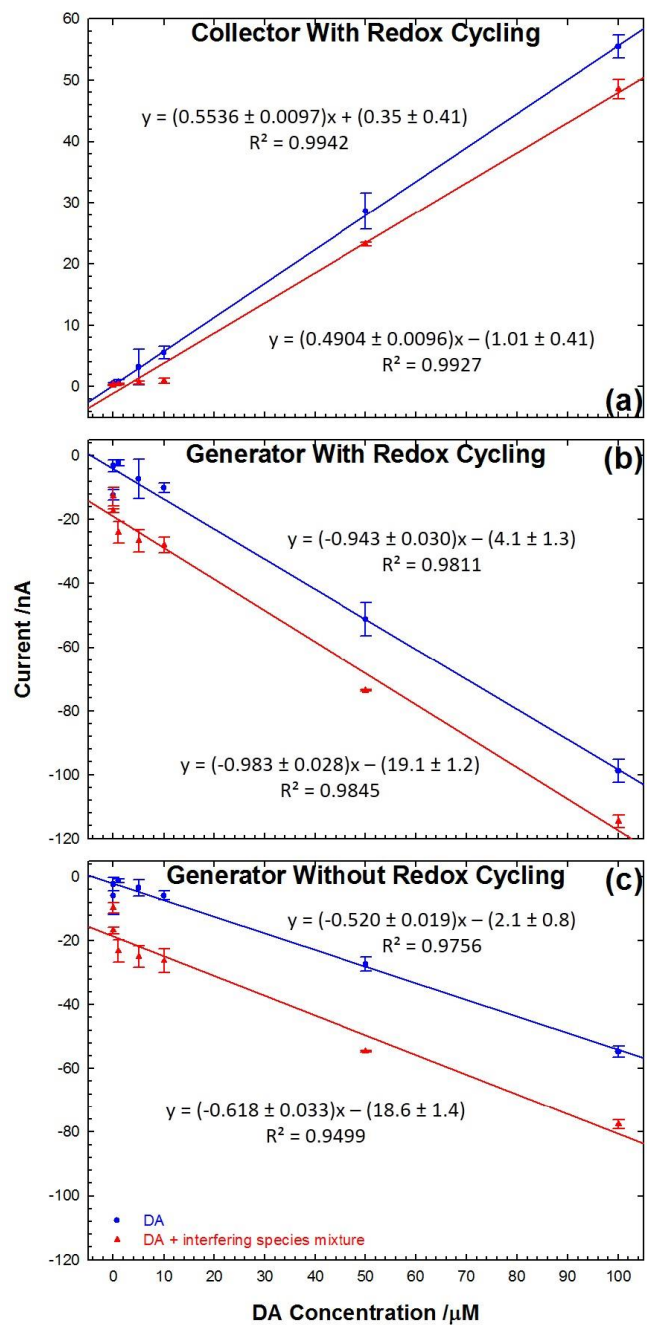 Collector With Redox Cycling
60
50
40
30
20
10
0
y = (0.5536 ± 0.0097)x + (0.35 ± 0.41)
R² = 0.9942
y = (0.4904 ± 0.0096)x – (1.01 ± 0.41)
R² = 0.9927
(a)
Generator With Redox Cycling
(b)
0
-20
-40
-60
-80
-100
-120
y = (-0.943 ± 0.030)x – (4.1 ± 1.3)
R² = 0.9811
y = (-0.983 ± 0.028)x – (19.1 ± 1.2)
R² = 0.9845
Current /nA
Generator Without Redox Cycling
(c)
0
-20
-40
-60
-80
-100
-120
y = (-0.520 ± 0.019)x – (2.1 ± 0.8)
R² = 0.9756
y = (-0.618 ± 0.033)x – (18.6 ± 1.4)
R² = 0.9499
DA
DA + interfering species mixture
0 10 20 30 40 50 60 70 80 90 100
DA Concentration /µM